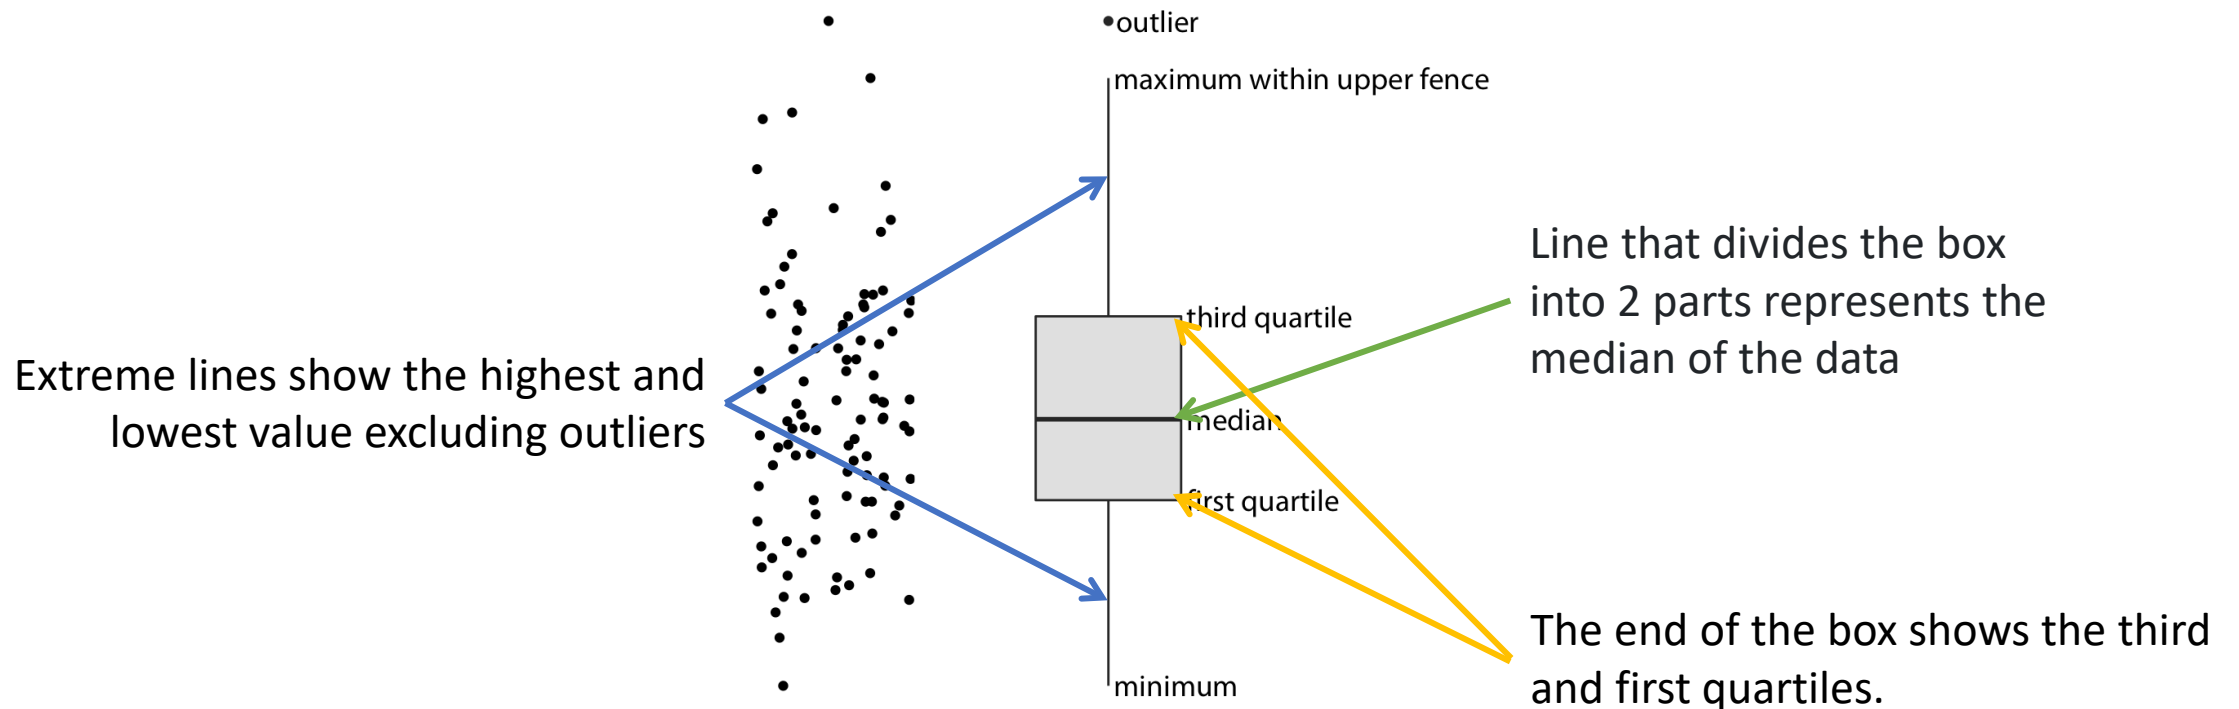 outlier
maximum within upper fence
third quartile
median
first quartile
minimum
Extreme lines show the highest and
lowest value excluding outliers
Line that divides the box
into 2 parts represents the
median of the data
The end of the box shows the third
and first quartiles.